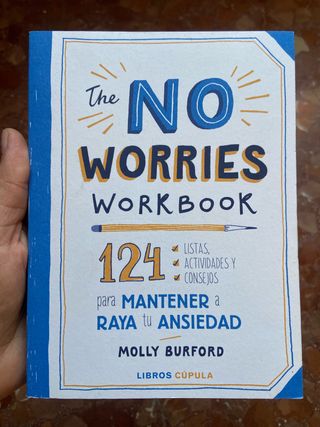 The NO
WORRIES
WORKBOOK
124 LISTAS,
ACTIVIDADES Y
CONSEJOS
para MANTENER a
RAYA tu ANSIEDAD
MOLLY BURFORD
LIBROS CÚPULA